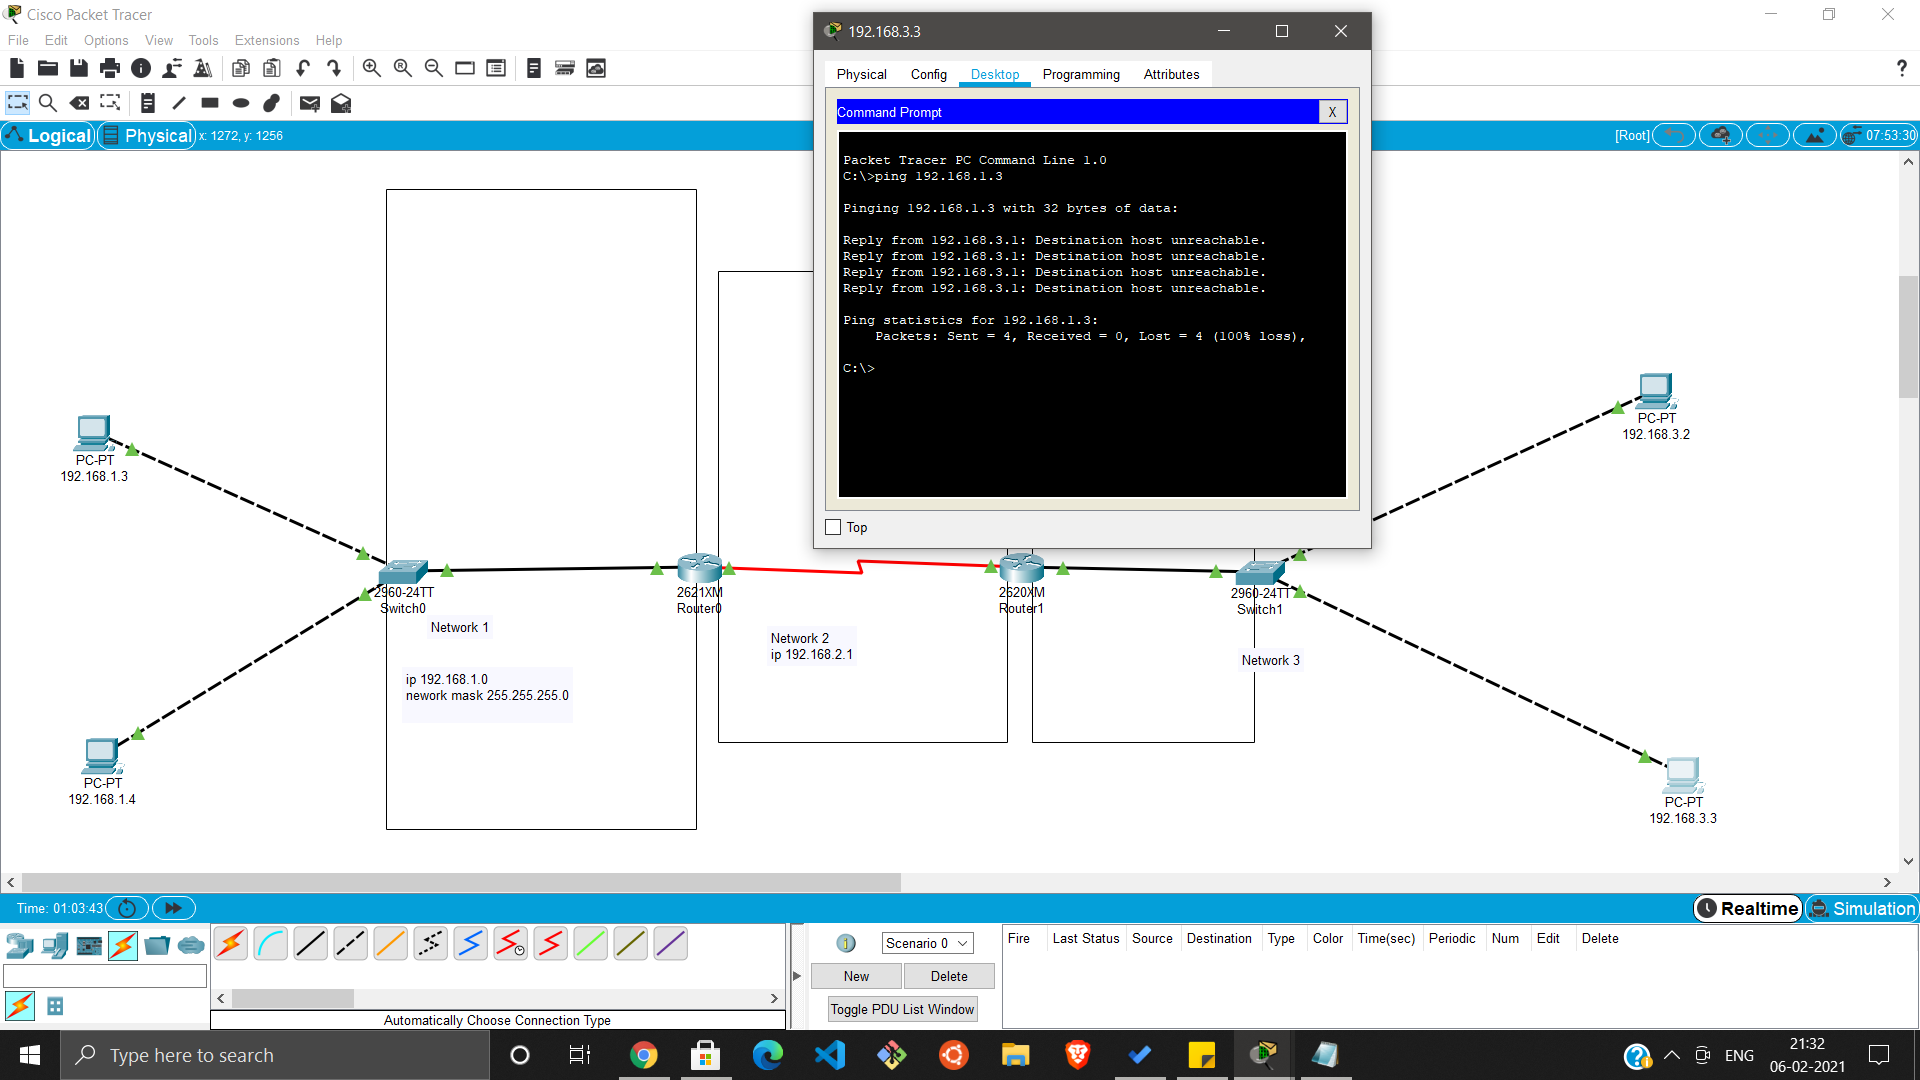 Cisco Packet Tracer
File Edit Options View Tools Extensions Help
Logical Physical x: 1272, y: 1256
[Root] 07:53:30
192.168.3.3
Physical Config Desktop Programming Attributes
Command Prompt X
Packet Tracer PC Command Line 1.0
C:\>ping 192.168.1.3
Pinging 192.168.1.3 with 32 bytes of data:
Reply from 192.168.3.1: Destination host unreachable.
Reply from 192.168.3.1: Destination host unreachable.
Reply from 192.168.3.1: Destination host unreachable.
Reply from 192.168.3.1: Destination host unreachable.
Ping statistics for 192.168.1.3:
Packets: Sent = 4, Received = 0, Lost = 4 (100% loss),
C:\>
Top
PC-PT
192.168.1.3
PC-PT
192.168.3.2
2960-24TT
Switch0
2621XM
Router0
2620XM
Router1
2960-24TT
Switch1
Network 1
ip 192.168.1.0
nework mask 255.255.255.0
Network 2
ip 192.168.2.1
Network 3
PC-PT
192.168.1.4
PC-PT
192.168.3.3
Time: 01:03:43
Realtime Simulation
Scenario 0
New Delete
Toggle PDU List Window
Fire Last Status Source Destination Type Color Time(sec) Periodic Num Edit Delete
Automatically Choose Connection Type
Type here to search
ENG
21:32
06-02-2021